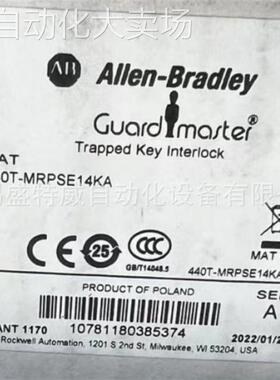 自动化大卖场
AB Allen-Bradley
Guardmaster®
Trapped Key Interlock
AT
40T-MRPSE14KA
易盛特威自动化设备有限
CE 25 CCC
GB/T14048.5
MAT
440T-MRPSE14KA
PRODUCT OF POLAND
SE
A
ANT 1170
10781180385374
2022/01/2
Rockwell Automation, 1201 S 2nd St, Milwaukee, WI 53204, USA